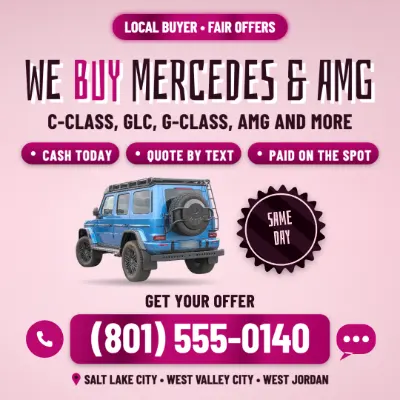 LOCAL BUYER • FAIR OFFERS
WE BUY MERCEDES & AMG
C-CLASS, GLC, G-CLASS, AMG AND MORE
• CASH TODAY • QUOTE BY TEXT • PAID ON THE SPOT
SAME
DAY
GET YOUR OFFER
(801) 555-0140
SALT LAKE CITY • WEST VALLEY CITY • WEST JORDAN